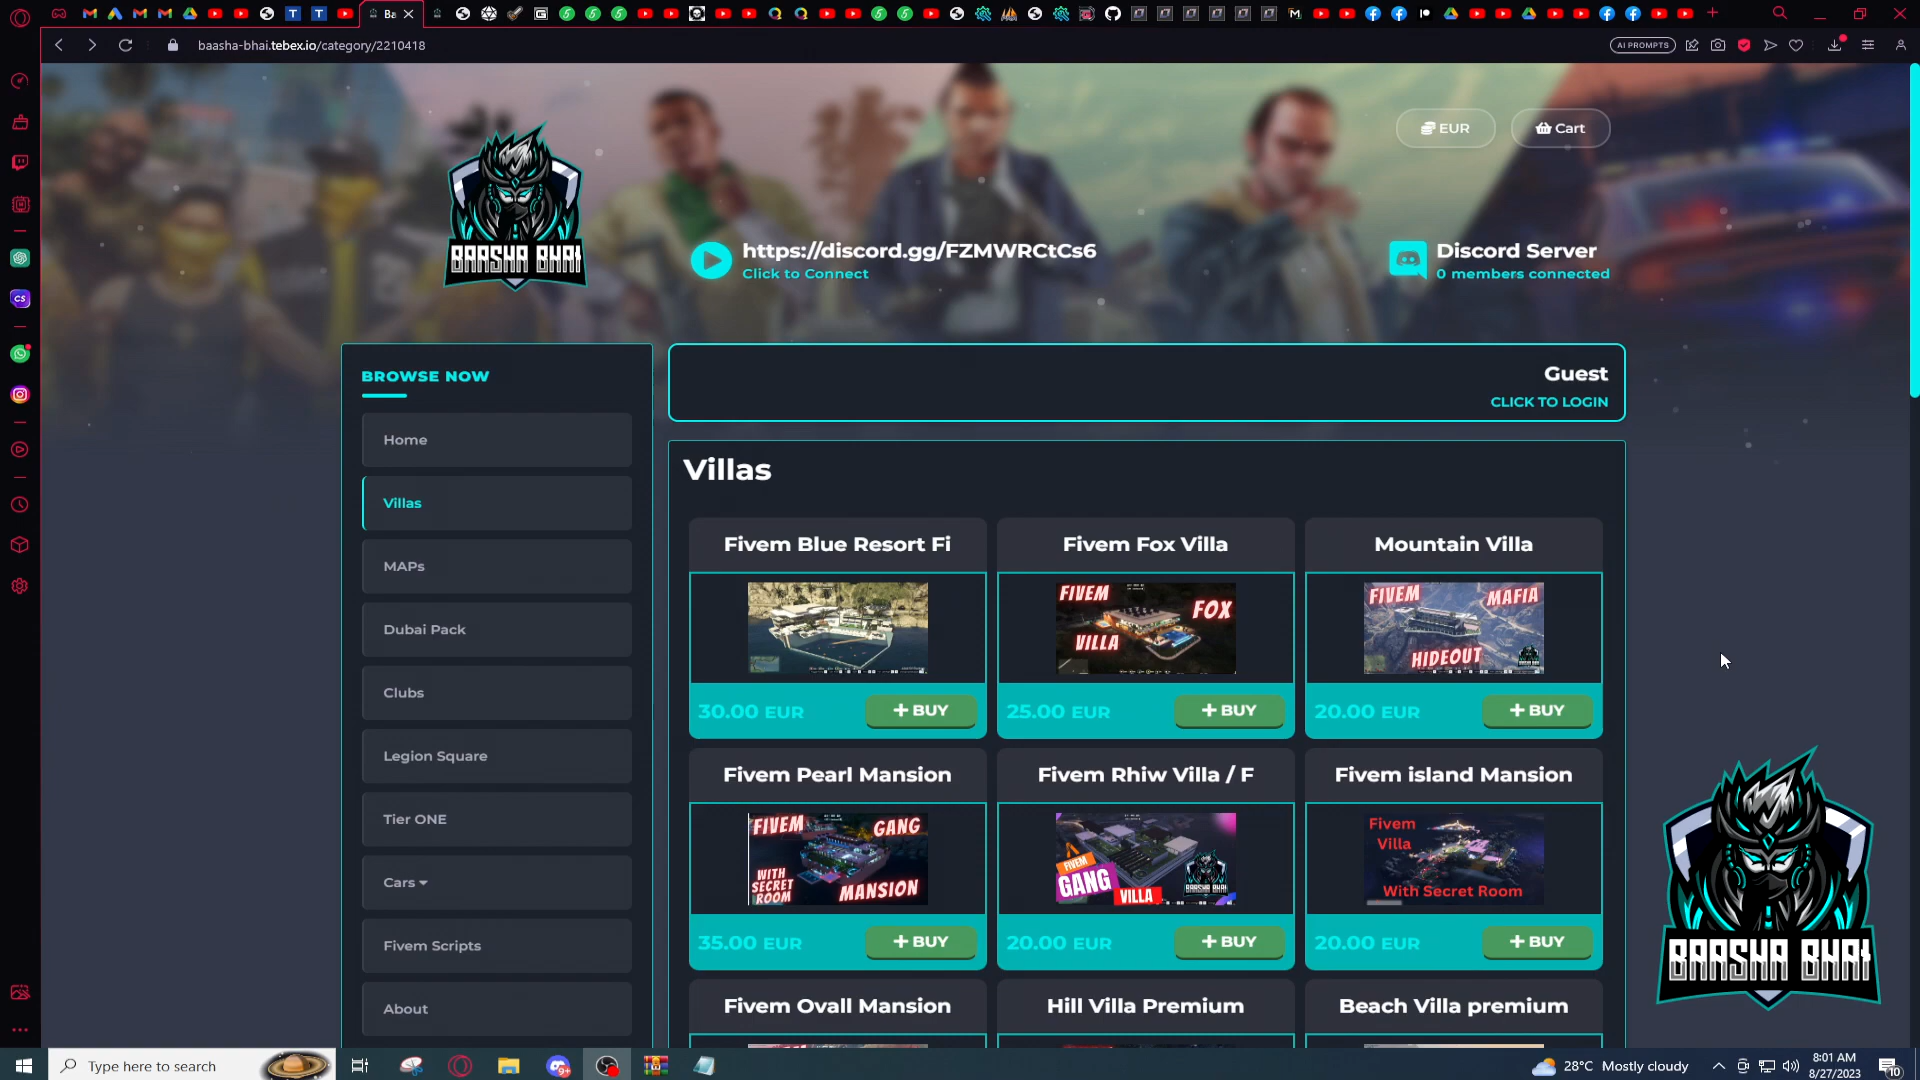 Ba
baasha-bhai.tebex.io/category/2210418
AI PROMPTS
EUR
Cart
BAASHA BHAI
https://discord.gg/FZMWRCtCs6
Click to Connect
Discord Server
0 members connected
BROWSE NOW
Home
Villas
MAPs
Dubai Pack
Clubs
Legion Square
Tier ONE
Cars
Fivem Scripts
About
Guest
CLICK TO LOGIN
Villas
Fivem Blue Resort Fi
30.00 EUR
BUY
Fivem Fox Villa
FIVEM
FOX
VILLA
25.00 EUR
BUY
Mountain Villa
FIVEM MAFIA
HIDEOUT
20.00 EUR
BUY
Fivem Pearl Mansion
FIVEM GANG
WITH
SECRET
ROOM
MANSION
35.00 EUR
BUY
Fivem Rhiw Villa / F
FIVEM
GANG
VILLA
BAASHA BHAI
20.00 EUR
BUY
Fivem island Mansion
Fivem
Villa
With Secret Room
20.00 EUR
BUY
Fivem Ovall Mansion
Hill Villa Premium
Beach Villa premium
BAASHA BHAI
Type here to search
9+
28°C Mostly cloudy
8:01 AM
8/27/2023
10